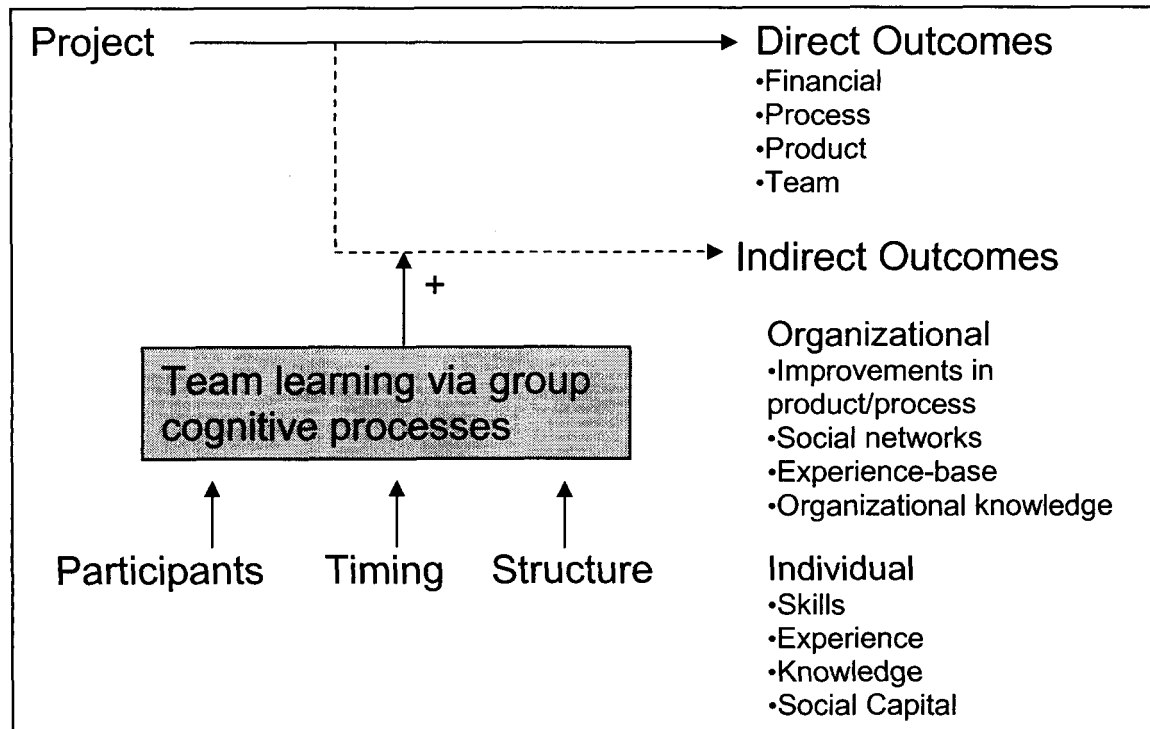 Project
Direct Outcomes
•Financial
•Process
•Product
•Team
Indirect Outcomes
+
Team learning via group
cognitive processes
Participants
Timing
Structure
Organizational
•Improvements in
product/process
•Social networks
•Experience-base
•Organizational knowledge
Individual
•Skills
•Experience
•Knowledge
•Social Capital